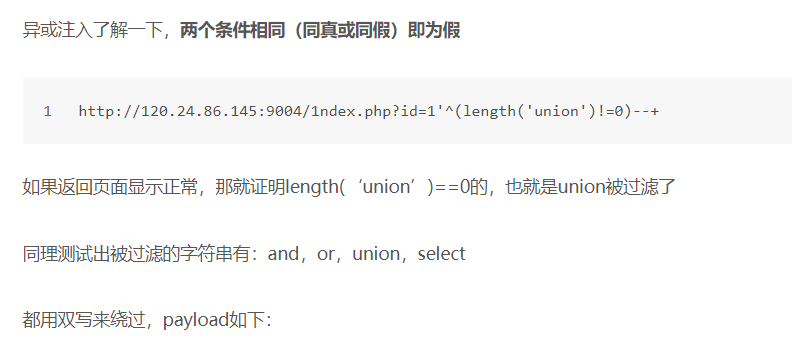 异或注入了解一下，两个条件相同（同真或同假）即为假
1 http://120.24.86.145:9004/1ndex.php?id=1'^(length('union')!=0)--+
如果返回页面显示正常，那就证明length(‘union’)==0的，也就是union被过滤了
同理测试出被过滤的字符串有：and，or，union，select
都用双写来绕过，payload如下：